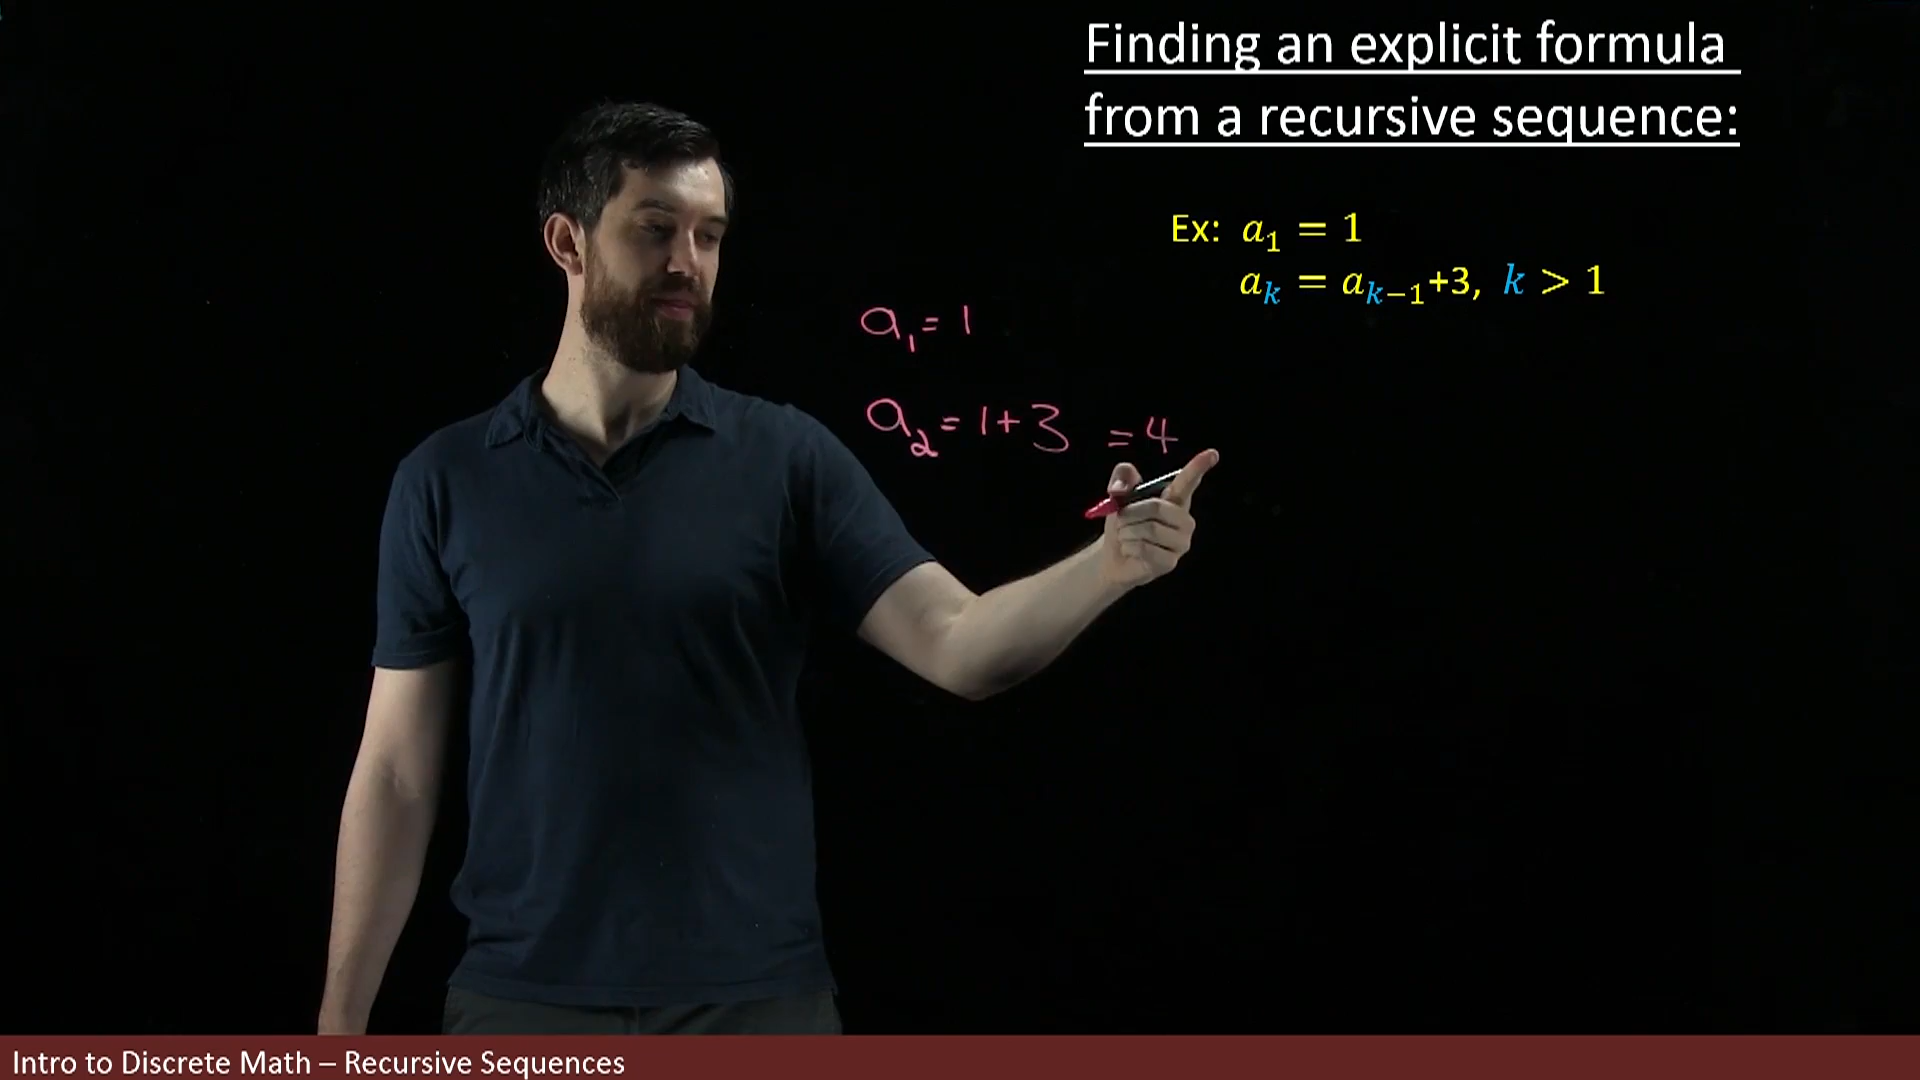 Finding an explicit formula
from a recursive sequence:
Ex: a₁ = 1
aₖ = aₖ₋₁+3, k > 1
a₁ = 1
a₂ = 1+3 = 4
Intro to Discrete Math – Recursive Sequences